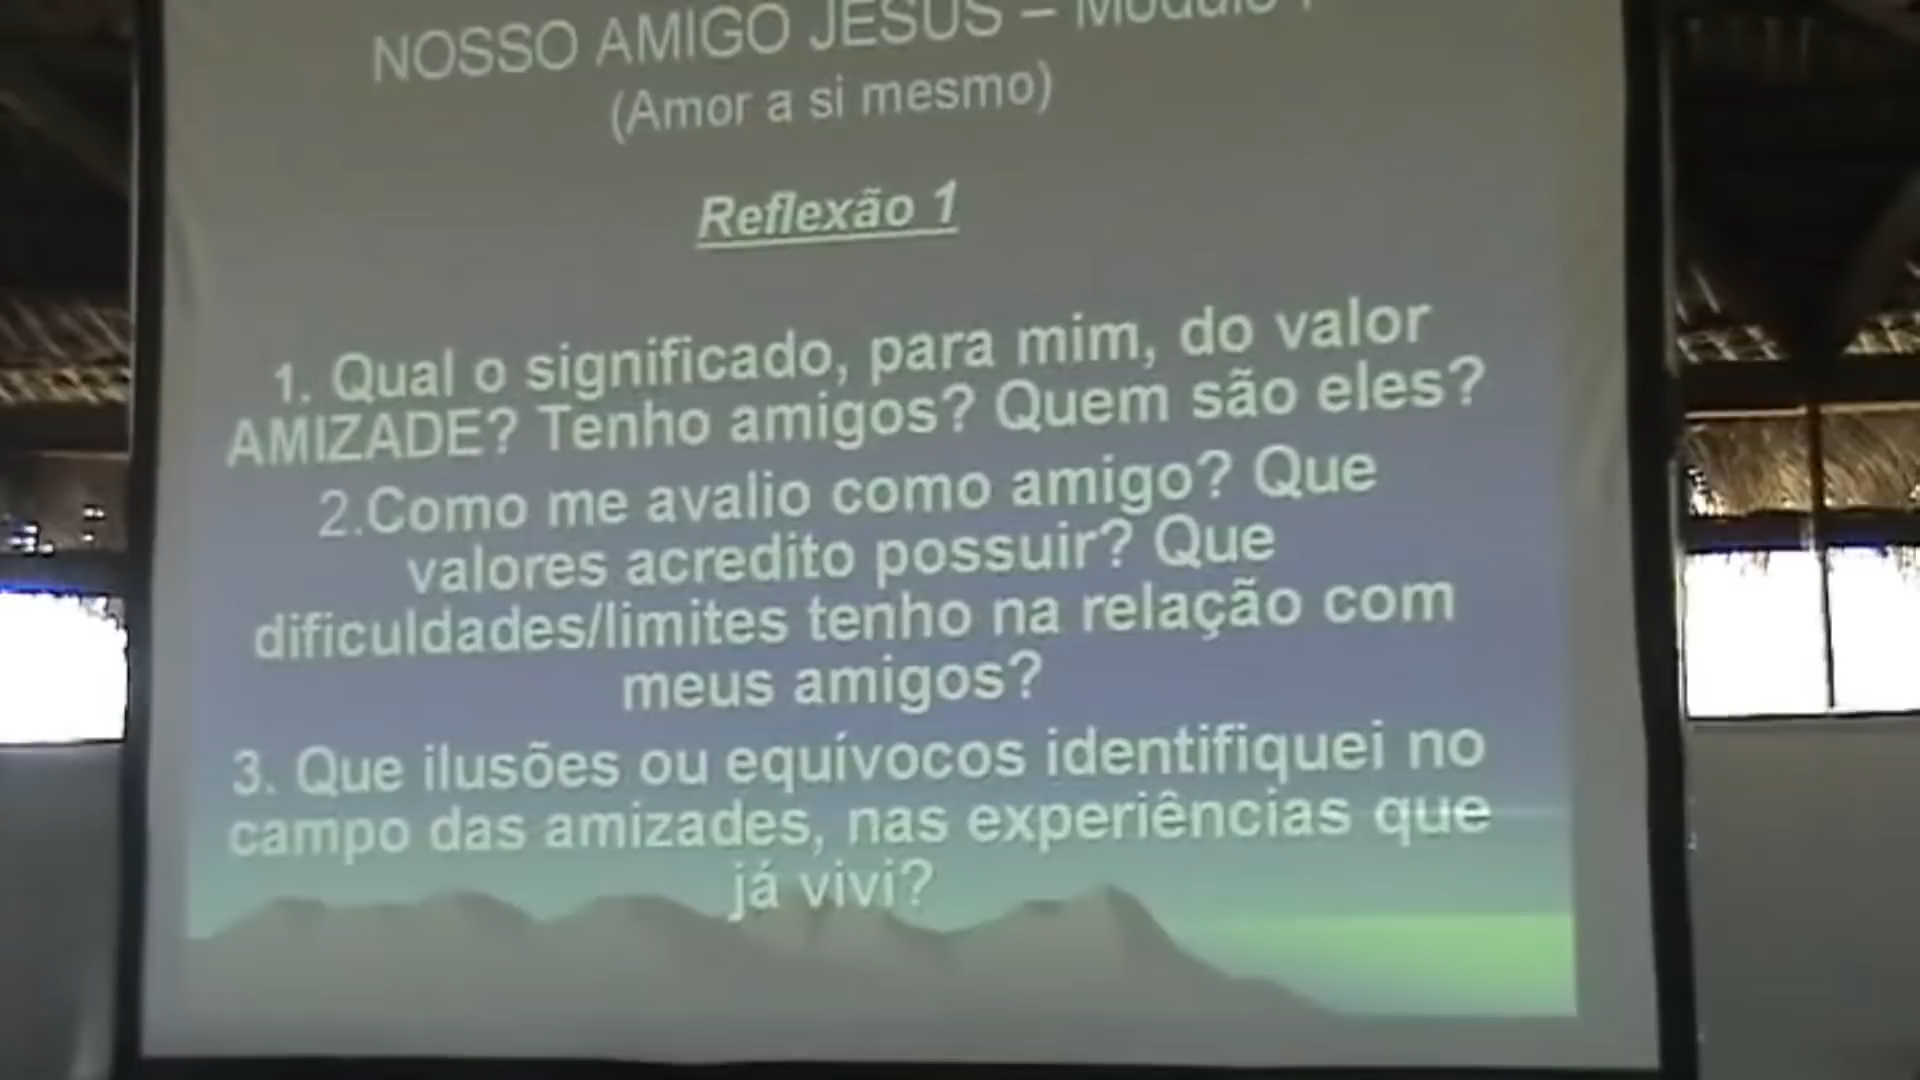 NOSSO AMIGO JESUS – Módulo
(Amor a si mesmo)
Reflexão 1
1. Qual o significado, para mim, do valor
AMIZADE? Tenho amigos? Quem são eles?
2.Como me avalio como amigo? Que
valores acredito possuir? Que
dificuldades/limites tenho na relação com
meus amigos?
3. Que ilusões ou equívocos identifiquei no
campo das amizades, nas experiências que
já vivi?